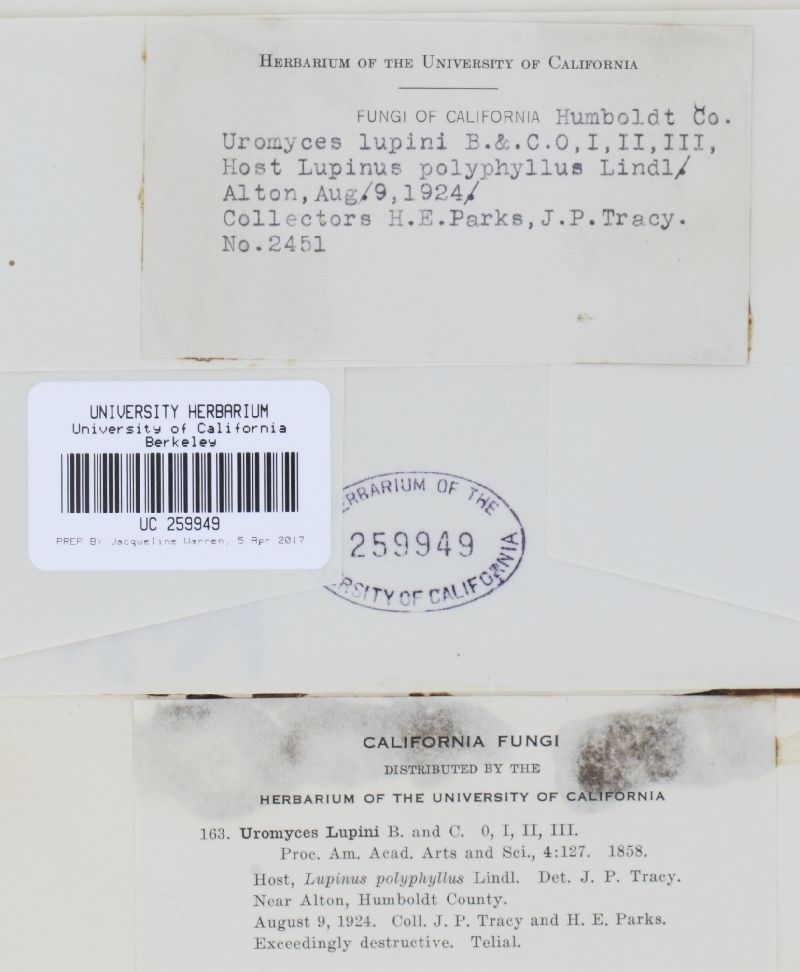 HERBARIUM OF THE UNIVERSITY OF CALIFORNIA
FUNGI OF CALIFORNIA Humboldt Co.
Uromyces lupini B.&.C.O,I,II,III,
Host Lupinus polyphyllus Lindl/
Alton,Aug/9,1924/
Collectors H.E.Parks,J.P.Tracy.
No.2451
UNIVERSITY HERBARIUM
University of California
Berkeley
UC 259949
PREP BY Jacqueline Warren, 5 Apr 2017
ERBARIUM OF THE
259949
RSITY OF CALIFORNIA
CALIFORNIA FUNGI
DISTRIBUTED BY THE
HERBARIUM OF THE UNIVERSITY OF CALIFORNIA
163. Uromyces Lupini B. and C. 0, I, II, III.
Proc. Am. Acad. Arts and Sci., 4:127. 1858.
Host, Lupinus polyphyllus Lindl. Det. J. P. Tracy.
Near Alton, Humboldt County.
August 9, 1924. Coll. J. P. Tracy and H. E. Parks.
Exceedingly destructive. Telial.